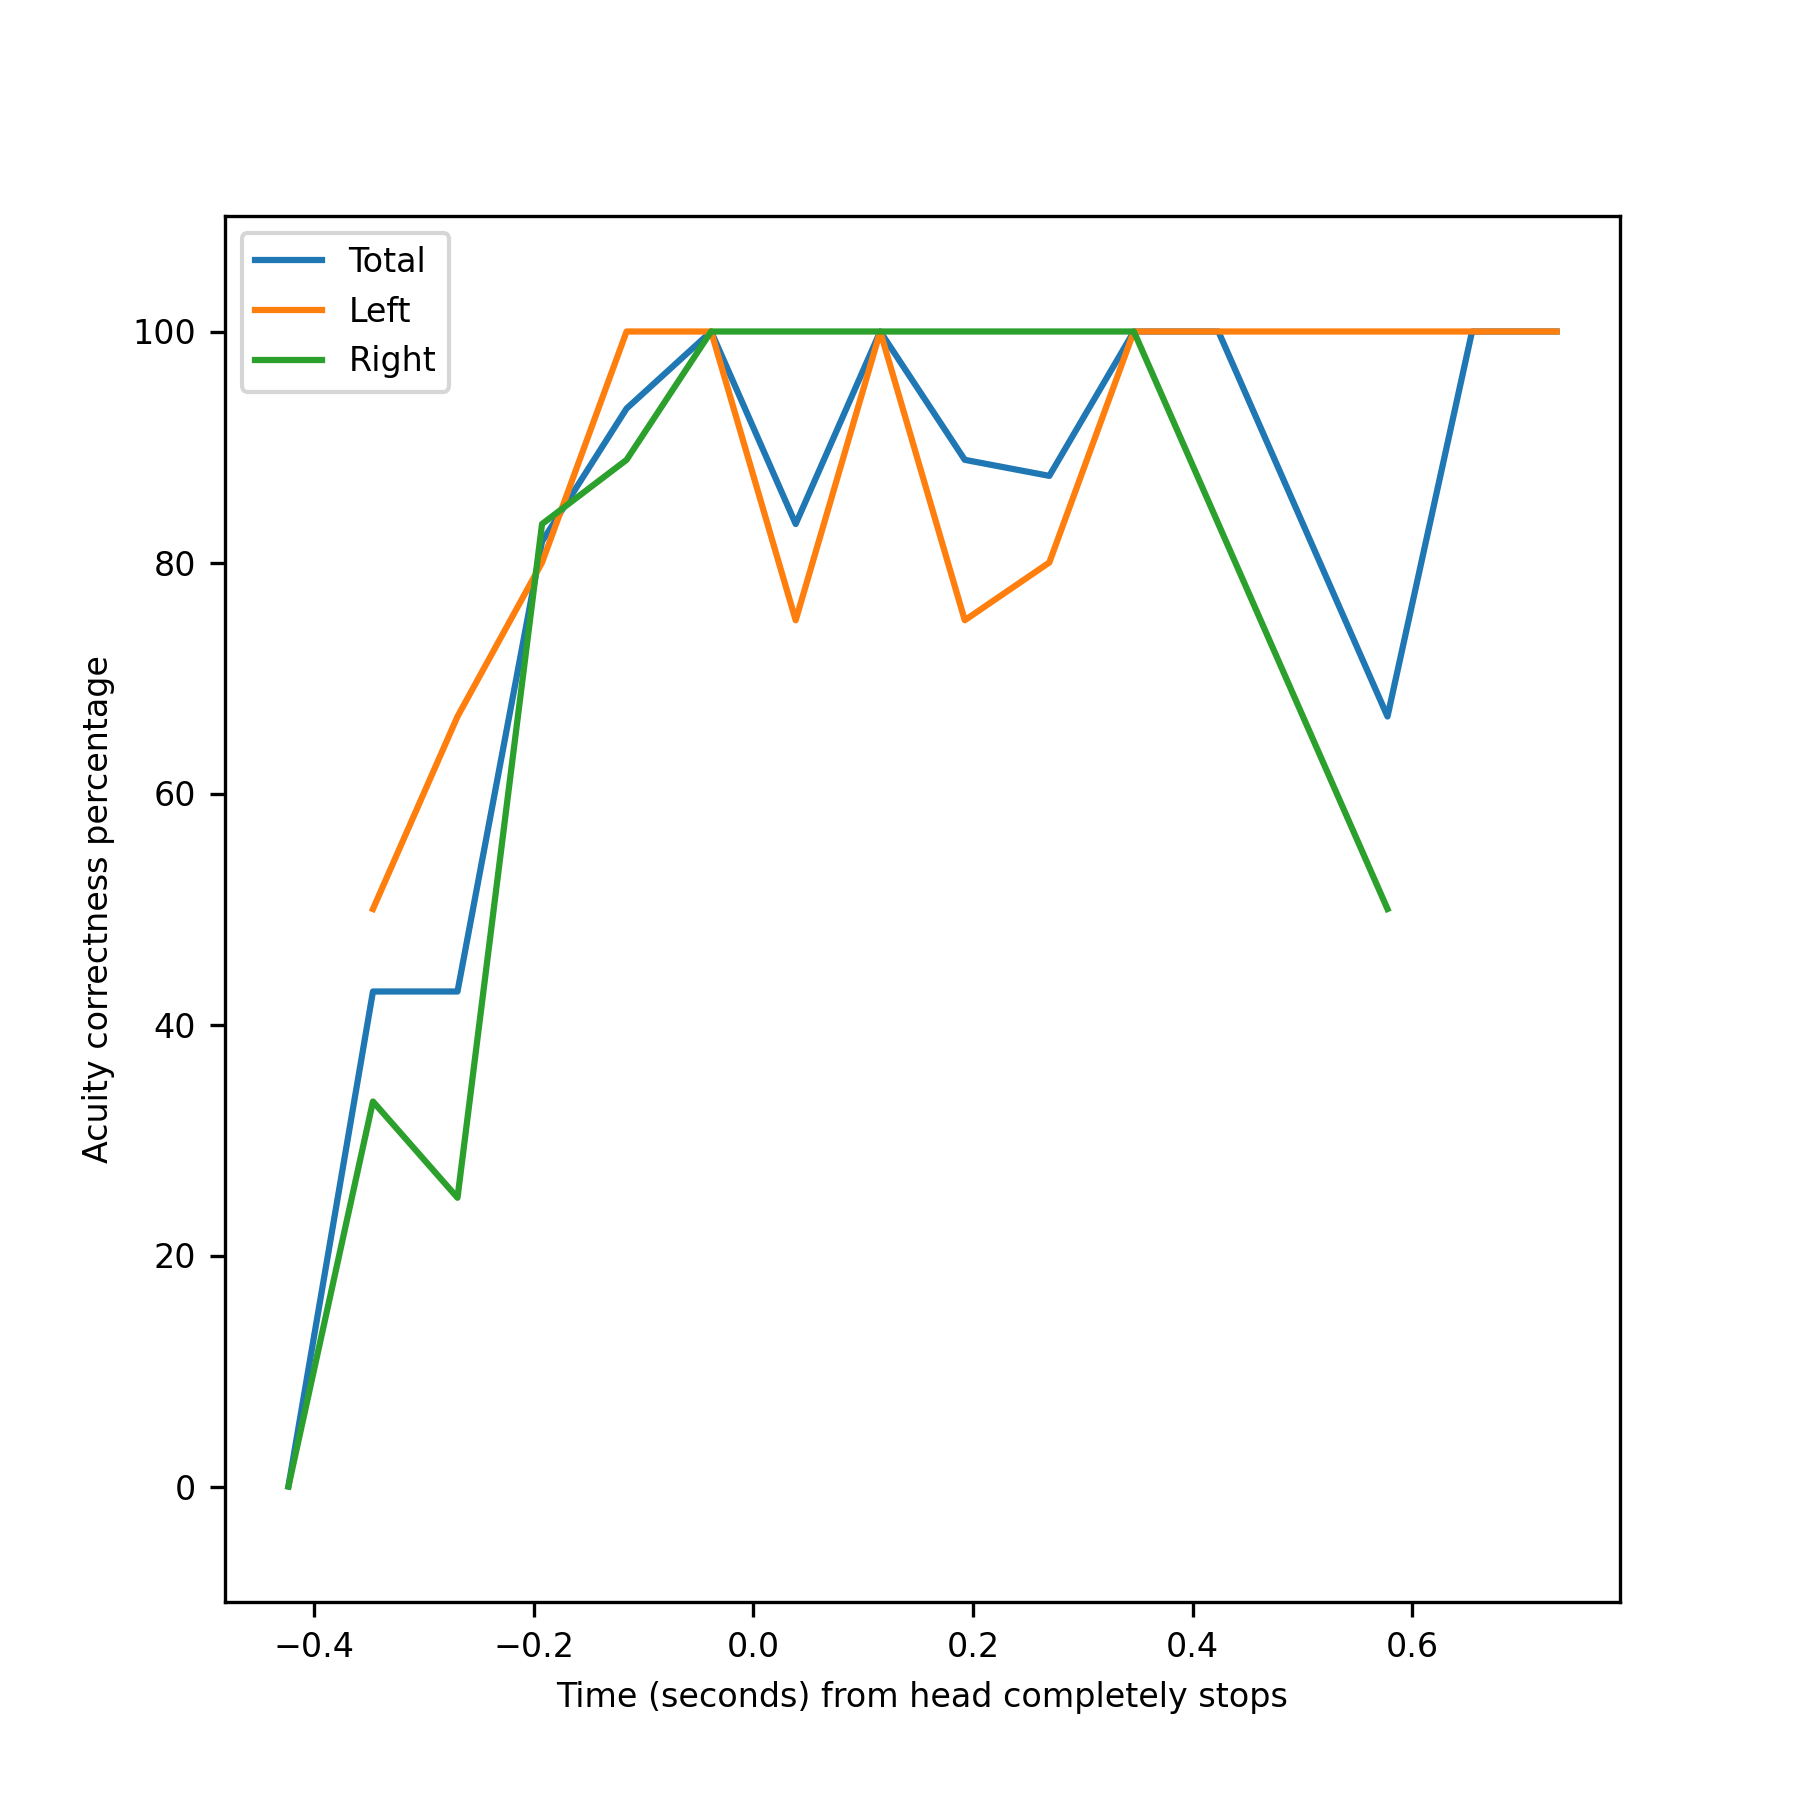 Total
Left
Right
100
80
60
40
20
0
Acuity correctness percentage
−0.4 −0.2 0.0 0.2 0.4 0.6
Time (seconds) from head completely stops